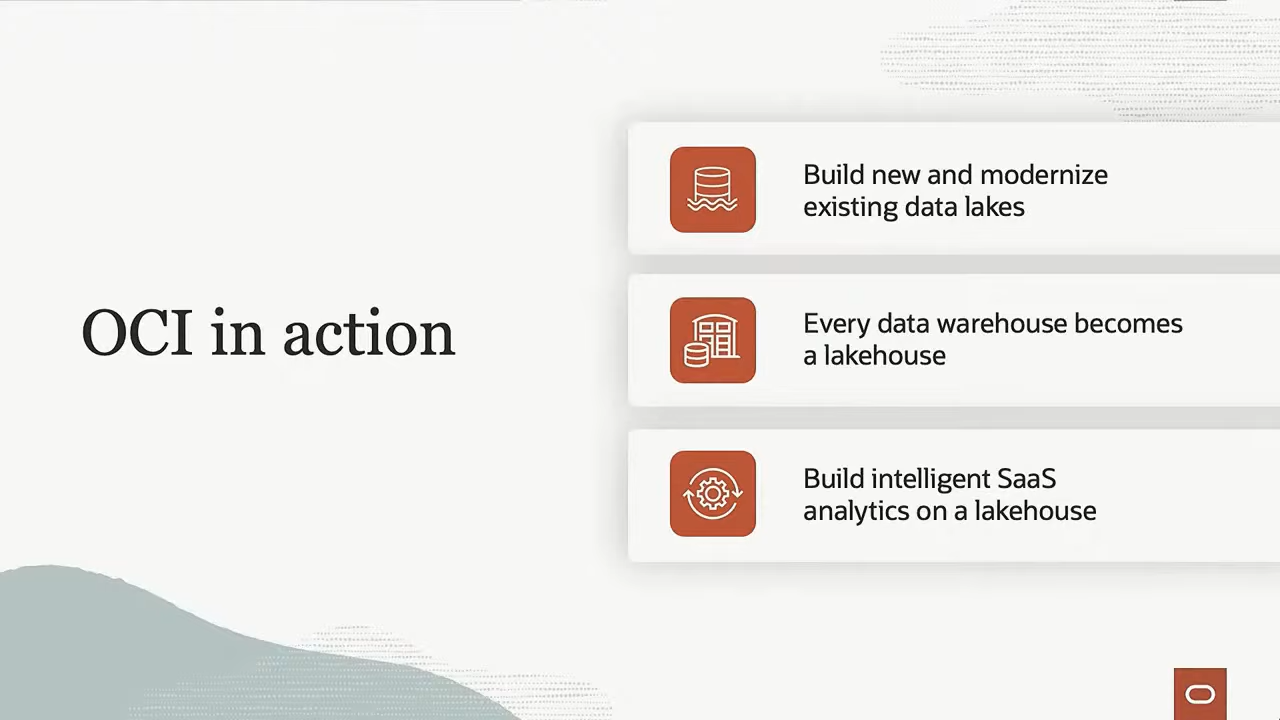 OCI in action
Build new and modernize
existing data lakes
Every data warehouse becomes
a lakehouse
Build intelligent SaaS
analytics on a lakehouse